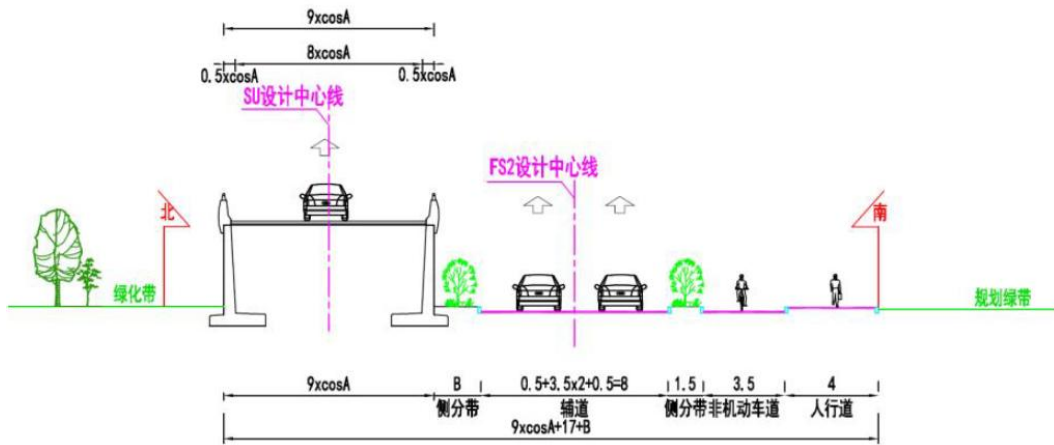 9xcosA
8xcosA
0.5xcosA 0.5xcosA
SU设计中心线
FS2设计中心线
北 南
绿化带 规划绿带
9xcosA B 0.5+3.5x2+0.5=8 1.5 3.5 4
侧分带 辅道 侧分带 非机动车道 人行道
9xcosA+17+B